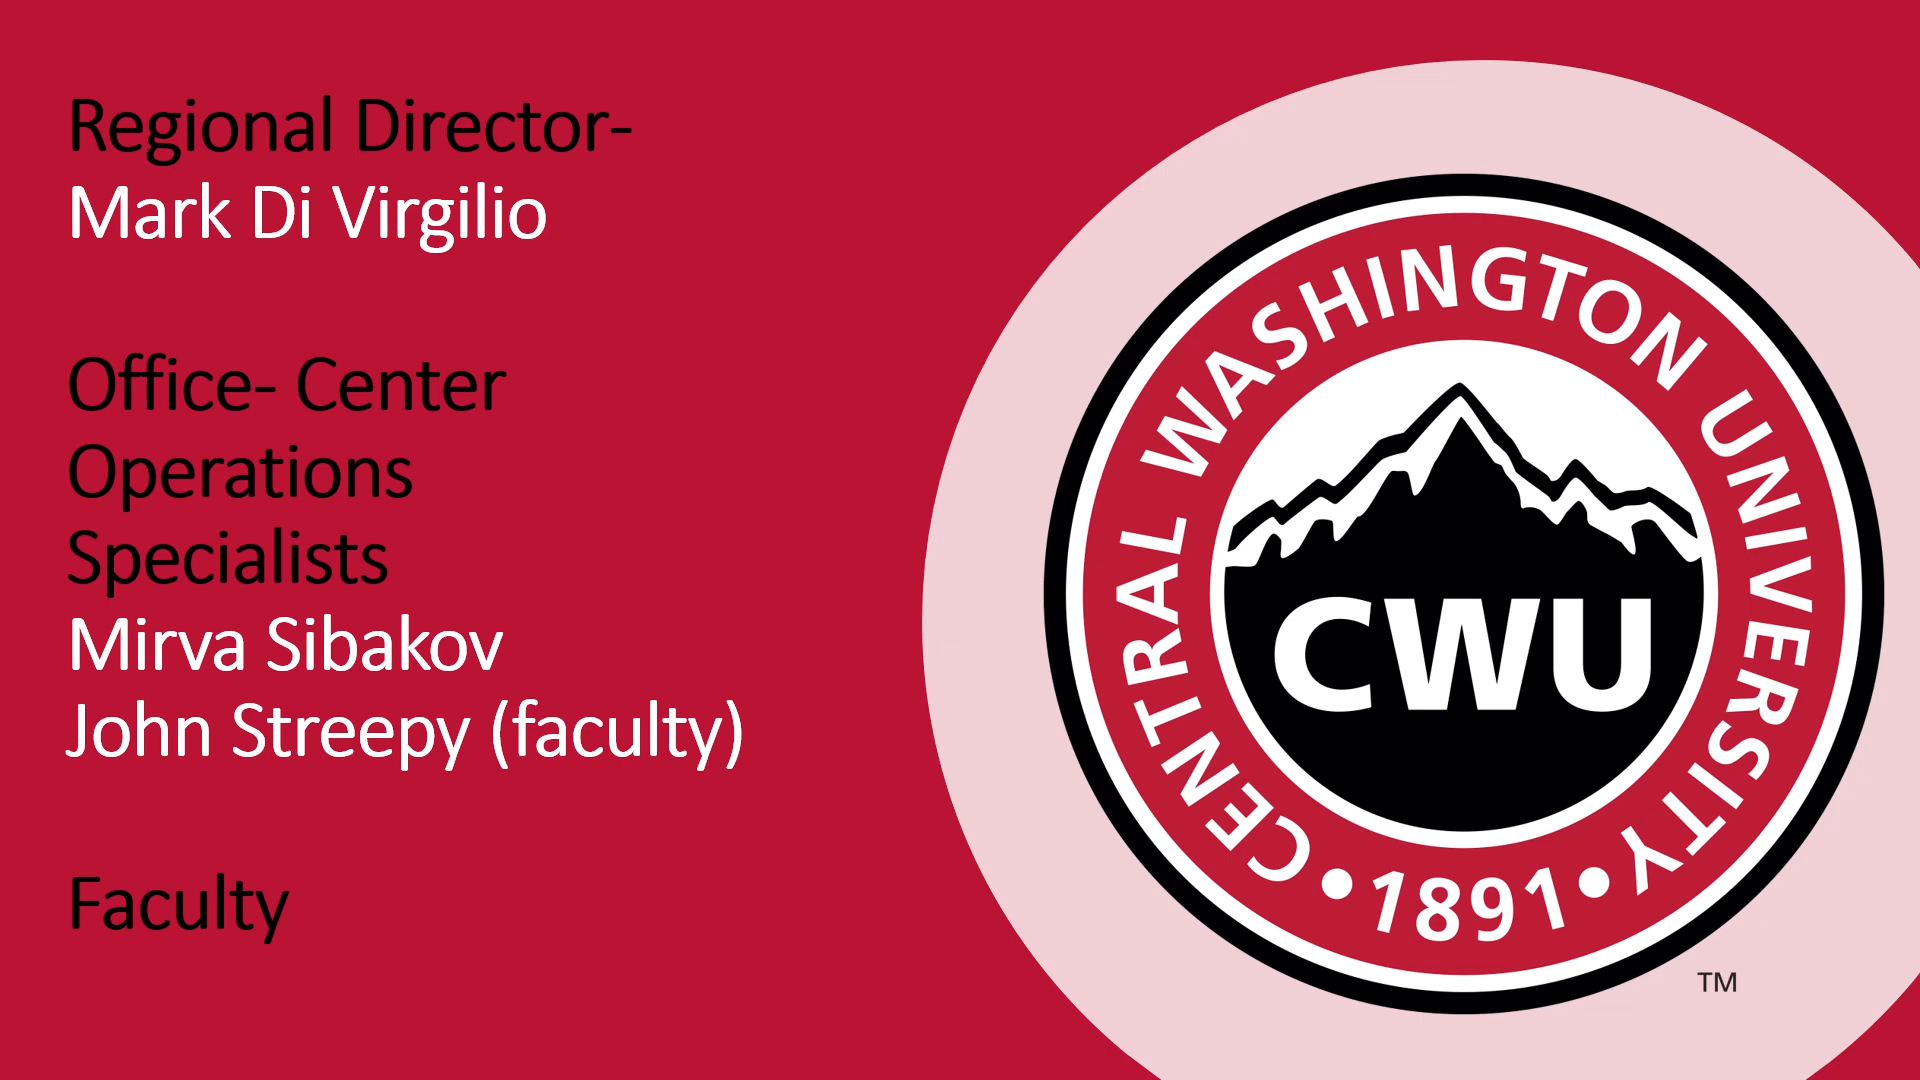 Regional Director-
Mark Di Virgilio
Office- Center
Operations
Specialists
Mirva Sibakov
John Streepy (faculty)
Faculty
CENTRAL WASHINGTON UNIVERSITY
CWU
•1891•
TM